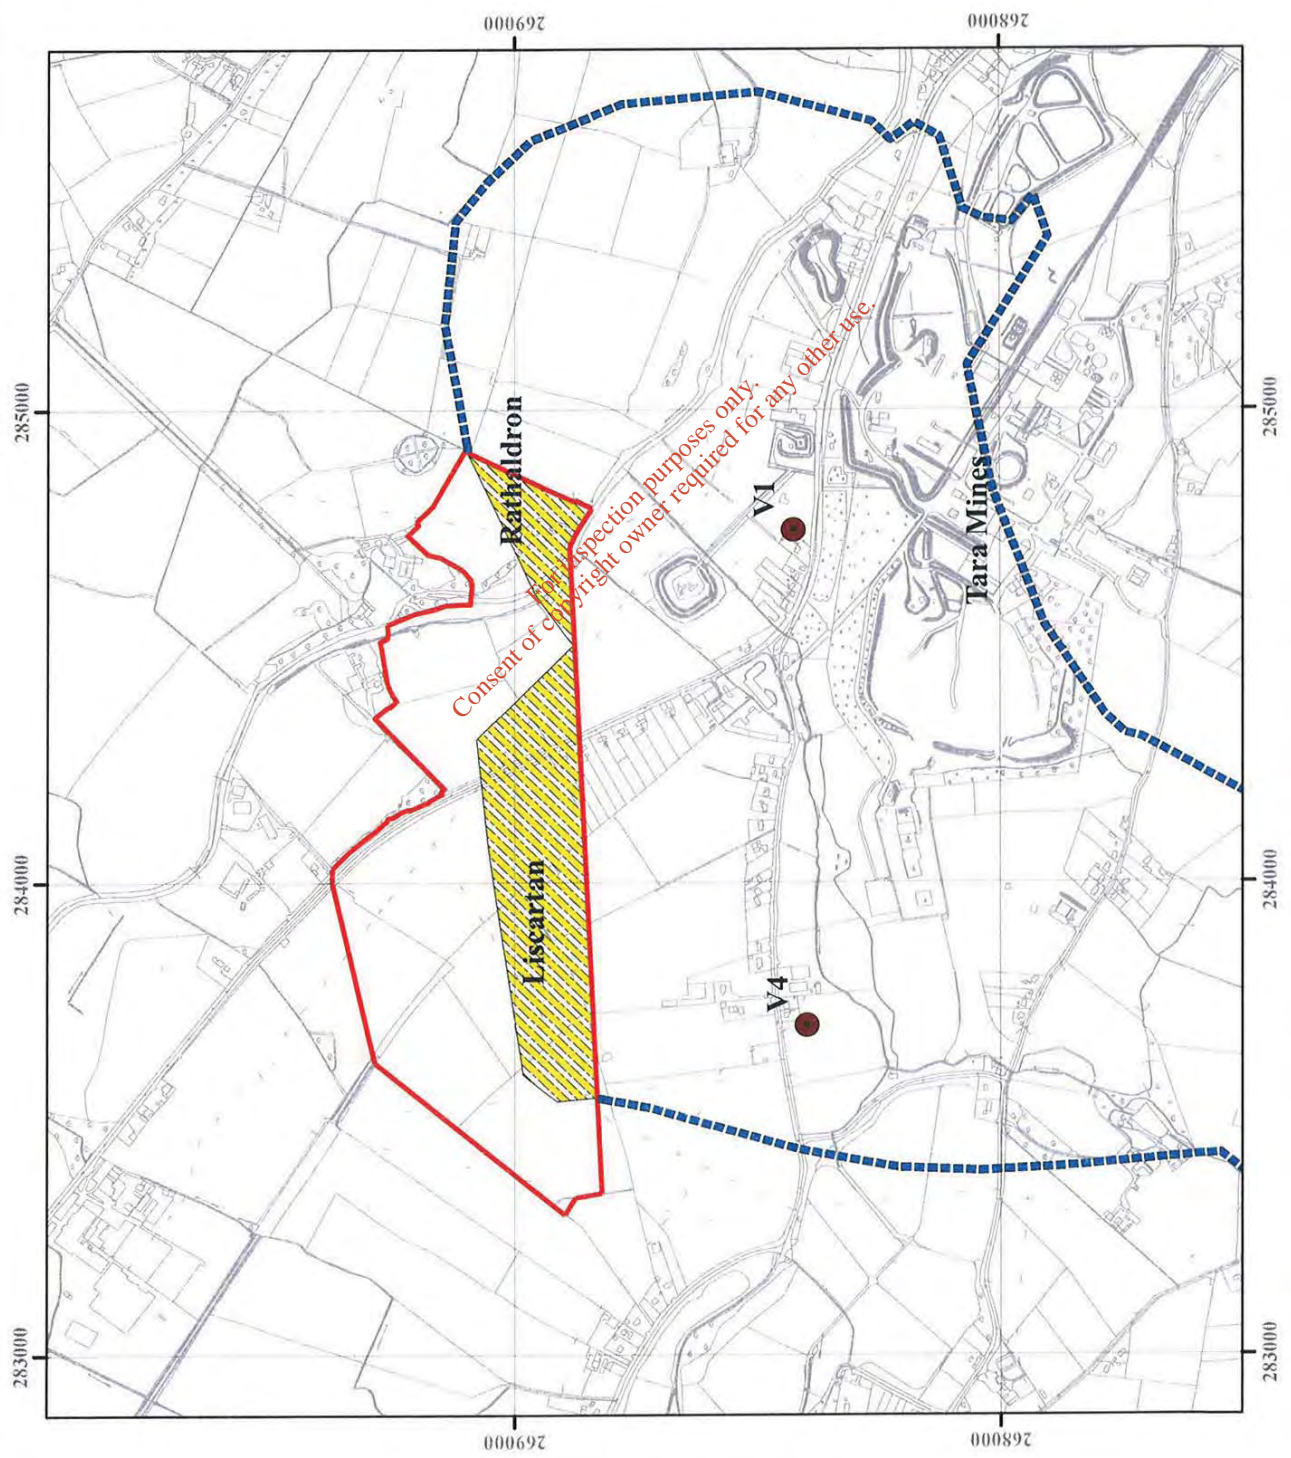 269000
268000
285000
285000
Rathaldron
For inspection purposes only.
Consent of copyright owner required for any other use.
V1
Tara Mines
284000
284000
Liscartan
V4
283000
283000
269000
268000